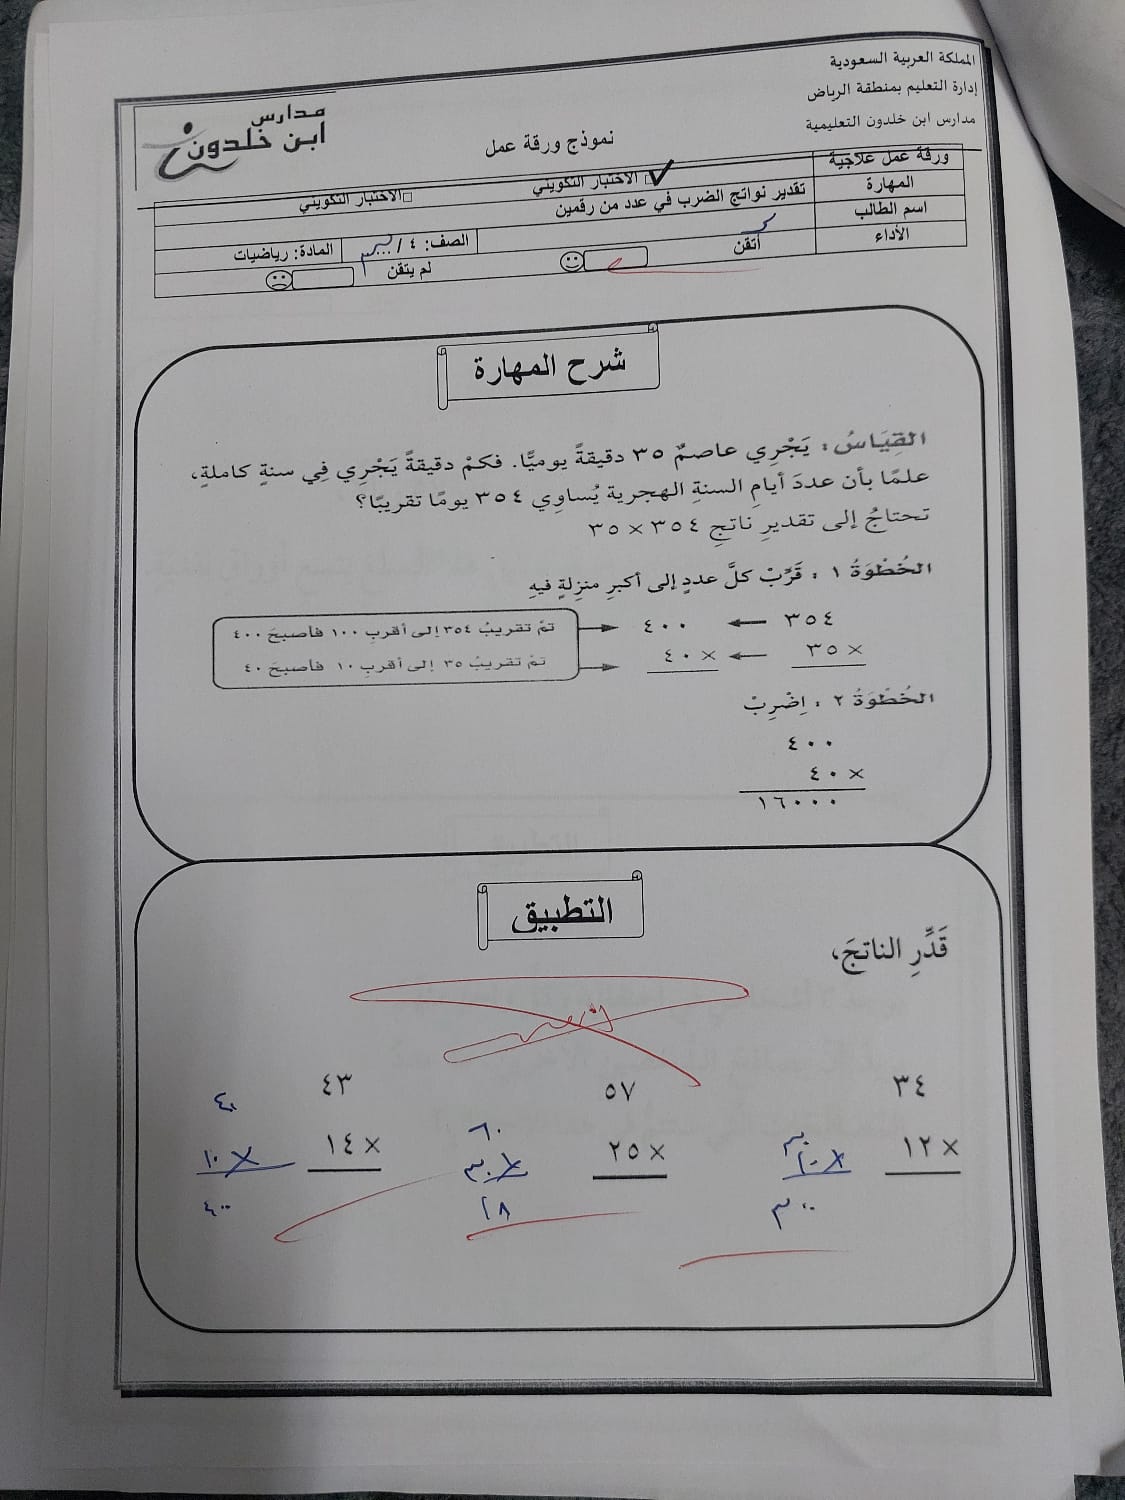 المملكة العربية السعودية
إدارة التعليم بمنطقة الرياض
مدارس ابن خلدون التعليمية
مدارس
ابن خلدون
نموذج ورقة عمل
ورقة عمل علاجية
□ الاختبار التكويني
□الاختبار التكويني
المهارة
تقدير نواتج الضرب في عدد من رقمين
اسم الطالب
الصف: ٤ /
المادة: رياضيات
الأداء
أتقن
لم يتقن
شرح المهارة
القِيَاسُ: يَجْرِي عاصمٌ ٣٥ دقيقةً يوميًّا. فكمْ دقيقةً يَجْرِي فِي سنةٍ كاملةٍ،
علمًا بأن عددَ أيامِ السنةِ الهجرية يُساوِي ٣٥٤ يومًا تقريبًا؟
تحتاجُ إلى تقديرِ ناتجِ ٣٥٤ × ٣٥
الخُطْوَةُ ١ : قَرِّبْ كلَّ عددٍ إلى أكبرِ منزِلةٍ فيهِ
٣٥٤ ← ٤٠٠ تمّ تقريبُ ٣٥٤ إلى أقربِ ١٠٠ فأصبحَ ٤٠٠
× ٣٥ ← × ٤٠ تمّ تقريبُ ٣٥ إلى أقربِ ١٠ فأصبحَ ٤٠
الخُطْوَةُ ٢ : اِضْرِبْ
٤٠٠
× ٤٠
١٦٠٠٠
التطبيق
قَدِّرِ الناتجَ،
٣٤
× ١٢
٣٠
× ١٠
٣٠٠
٥٧
× ٢٥
٦٠
× ٣٠
١٨
٤٣
× ١٤
٤٠
× ١٠
٤٠٠